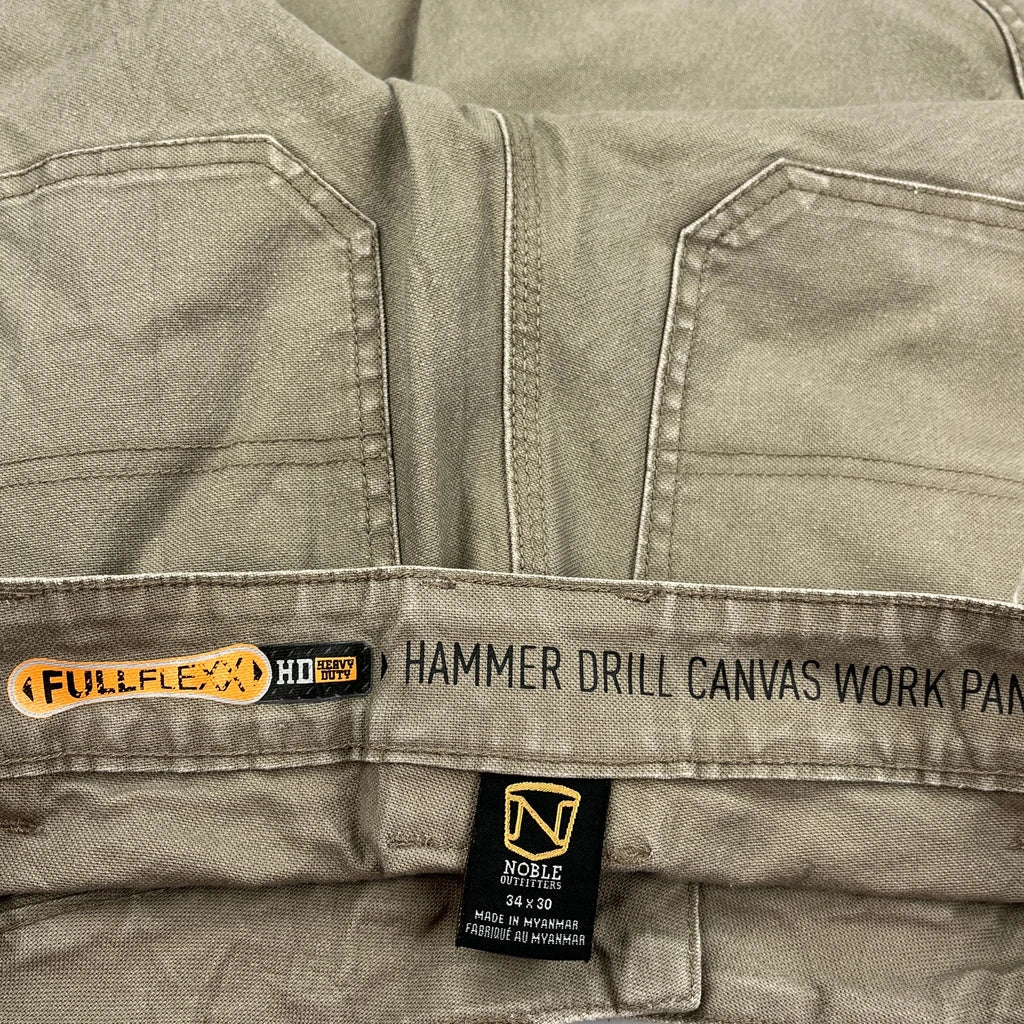 FULLFLEXX HD HEAVY DUTY
HAMMER DRILL CANVAS WORK PAN
N
NOBLE
OUTFITTERS
34 x 30
MADE IN MYANMAR
FABRIQUÉ AU MYANMAR